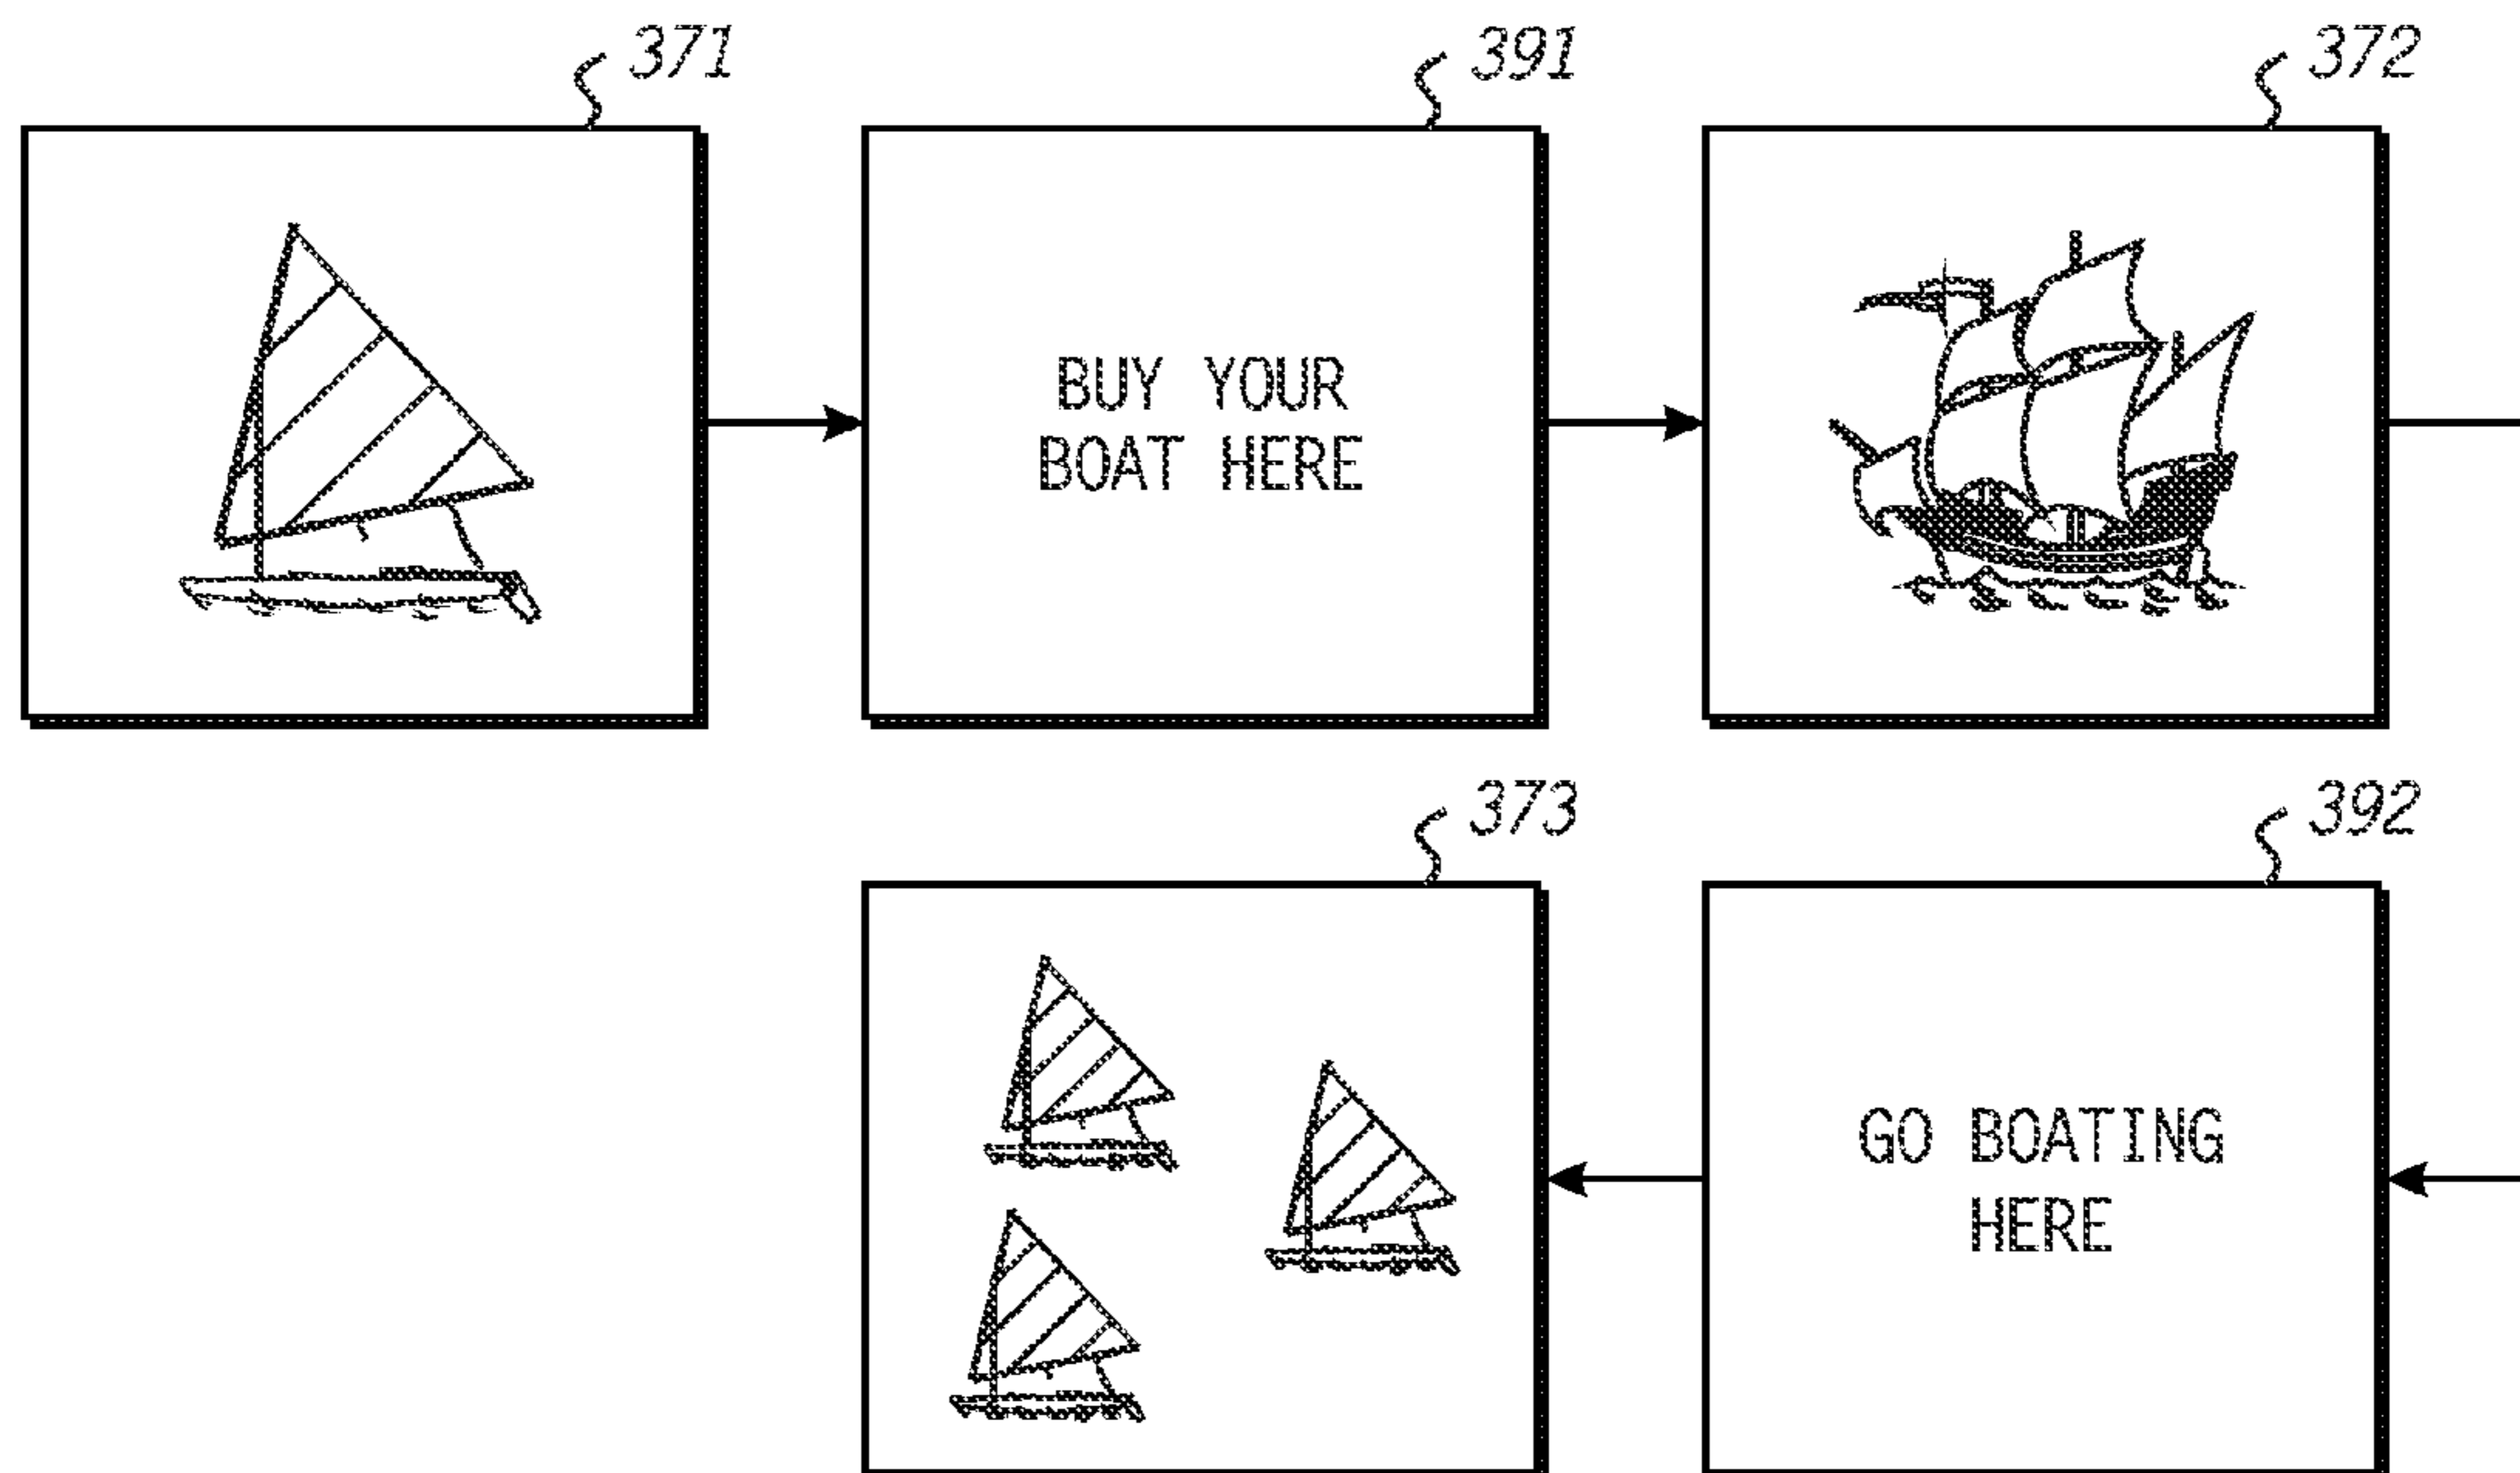 371
391
372
BUY YOUR
BOAT HERE
373
392
GO BOATING
HERE